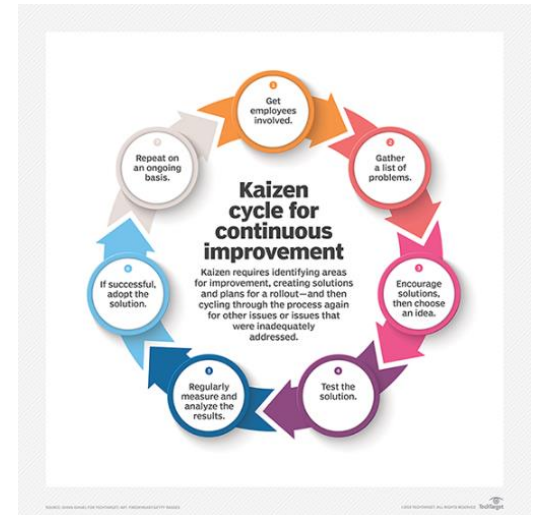 1
Get
employees
involved.
2
Gather
a list of
problems.
3
Encourage
solutions,
then choose
an idea.
4
Test the
solution.
5
Regularly
measure and
analyze the
results.
6
If successful,
adopt the
solution.
7
Repeat on
an ongoing
basis.
Kaizen
cycle for
continuous
improvement
Kaizen requires identifying areas
for improvement, creating solutions
and plans for a rollout—and then
cycling through the process again
for other issues or issues that
were inadequately
addressed.
TechTarget